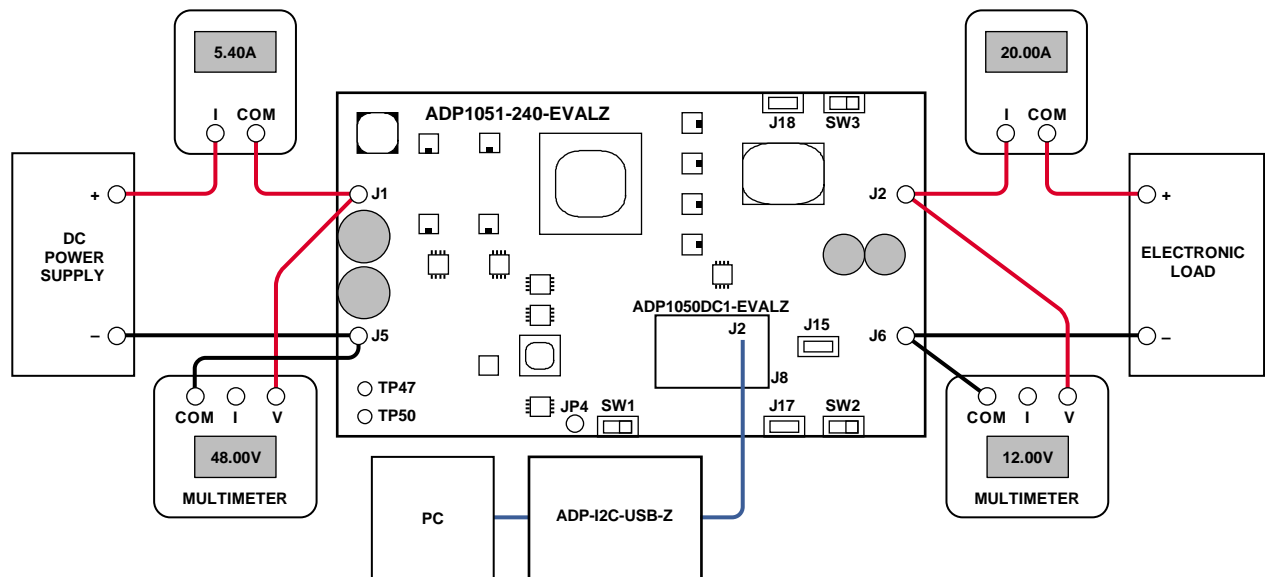 5.40A
I COM
20.00A
I COM
ADP1051-240-EVALZ
J18
SW3
+
J1
J2
+
DC
POWER
SUPPLY
ELECTRONIC
LOAD
ADP1050DC1-EVALZ
J2
J15
–
J5
J6
–
J8
TP47
TP50
JP4
SW1
J17
SW2
COM I V
48.00V
MULTIMETER
COM I V
12.00V
MULTIMETER
PC
ADP-I2C-USB-Z